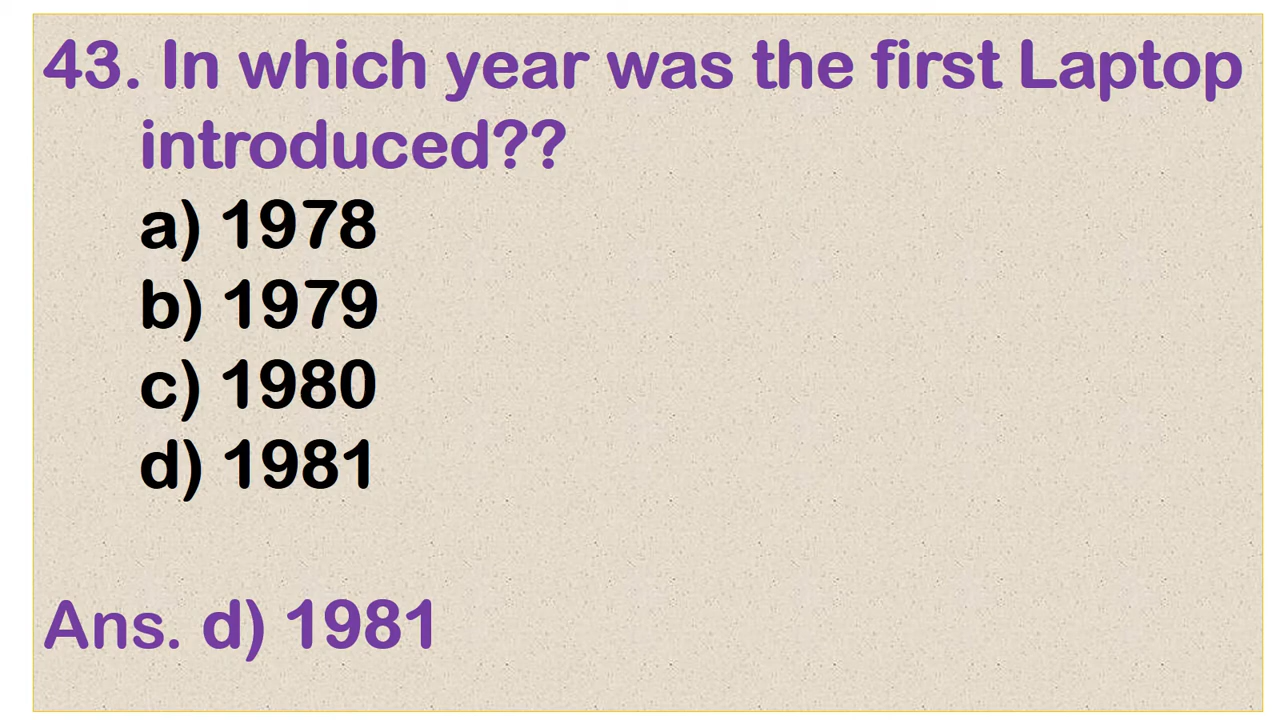 43. In which year was the first Laptop
introduced??
a) 1978
b) 1979
c) 1980
d) 1981
Ans. d) 1981